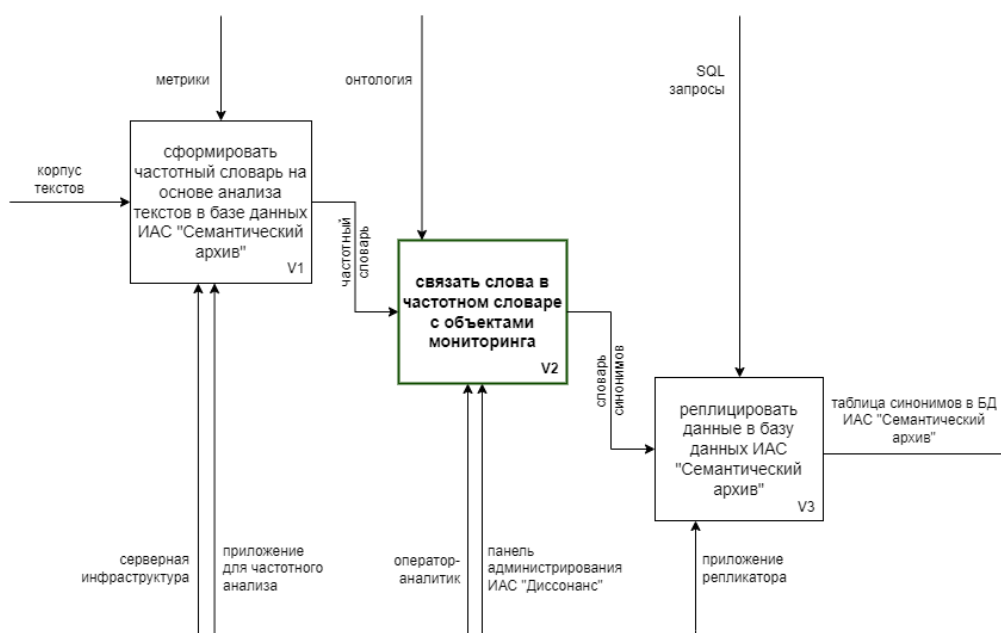 метрики
онтология
SQL
запросы
корпус
текстов
сформировать
частотный словарь на
основе анализа
текстов в базе данных
ИАС "Семантический
архив"
V1
частотный
словарь
связать слова в
частотном словаре
с объектами
мониторинга
V2
словарь
синонимов
реплицировать
данные в базу
данных ИАС
"Семантический
архив"
V3
таблица синонимов в БД
ИАС "Семантический
архив"
серверная
инфраструктура
приложение
для частотного
анализа
оператор-
аналитик
панель
администрирования
ИАС "Диссонанс"
приложение
репликатора